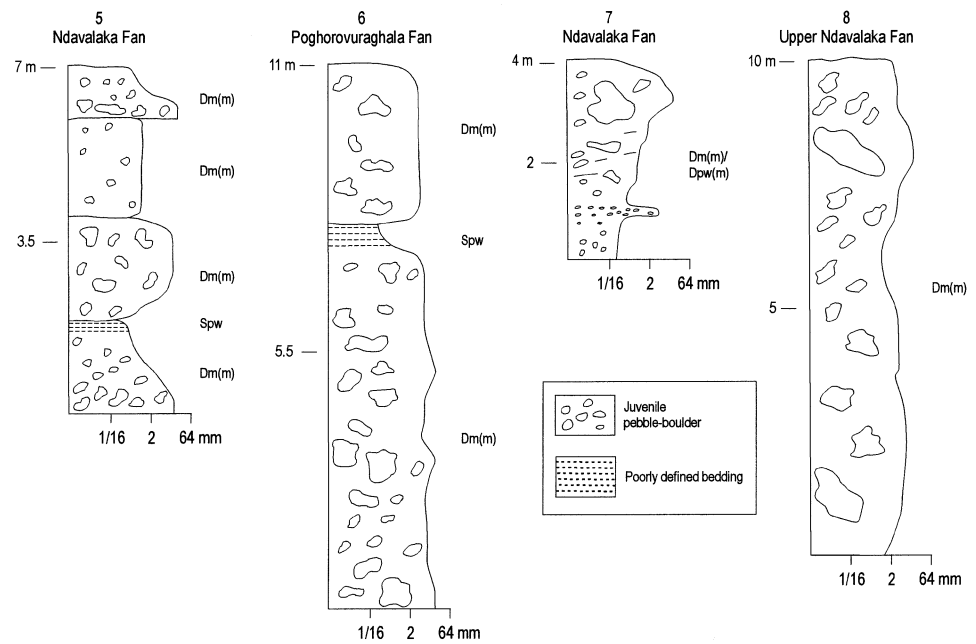 5
Ndavalaka Fan
7 m
Dm(m)
Dm(m)
3.5
Dm(m)
Spw
Dm(m)
1/16 2 64 mm
6
Poghorovuraghala Fan
11 m
Dm(m)
Spw
5.5
Dm(m)
1/16 2 64 mm
7
Ndavalaka Fan
4 m
2
Dm(m)/
Dpw(m)
1/16 2 64 mm
Juvenile
pebble-boulder
Poorly defined bedding
8
Upper Ndavalaka Fan
10 m
Dm(m)
5
1/16 2 64 mm